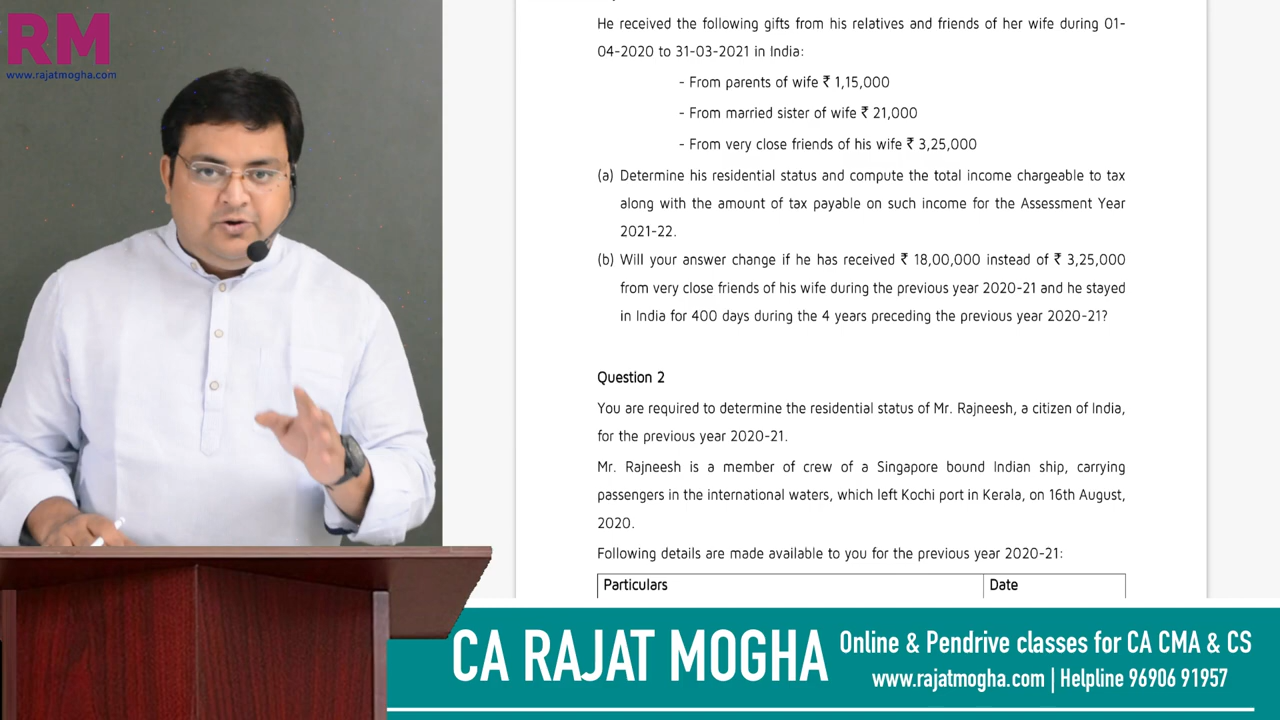 RM
www.rajatmogha.com
He received the following gifts from his relatives and friends of her wife during 01-
04-2020 to 31-03-2021 in India:
- From parents of wife ₹ 1,15,000
- From married sister of wife ₹ 21,000
- From very close friends of his wife ₹ 3,25,000
(a) Determine his residential status and compute the total income chargeable to tax
along with the amount of tax payable on such income for the Assessment Year
2021-22.
(b) Will your answer change if he has received ₹ 18,00,000 instead of ₹ 3,25,000
from very close friends of his wife during the previous year 2020-21 and he stayed
in India for 400 days during the 4 years preceding the previous year 2020-21?
Question 2
You are required to determine the residential status of Mr. Rajneesh, a citizen of India,
for the previous year 2020-21.
Mr. Rajneesh is a member of crew of a Singapore bound Indian ship, carrying
passengers in the international waters, which left Kochi port in Kerala, on 16th August,
2020.
Following details are made available to you for the previous year 2020-21:
Particulars Date
CA RAJAT MOGHA
Online & Pendrive classes for CA CMA & CS
www.rajatmogha.com | Helpline 96906 91957